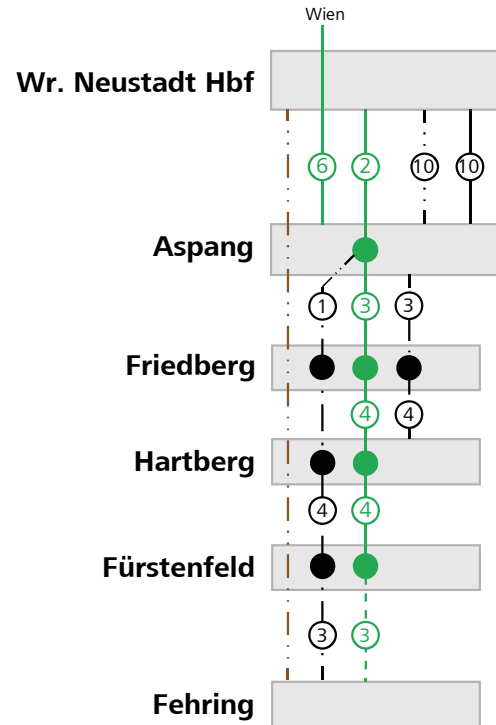 Wien
Wr. Neustadt Hbf
6 2 10 10
Aspang
1 3 3
Friedberg
4 4
Hartberg
4 4
Fürstenfeld
3 3
Fehring